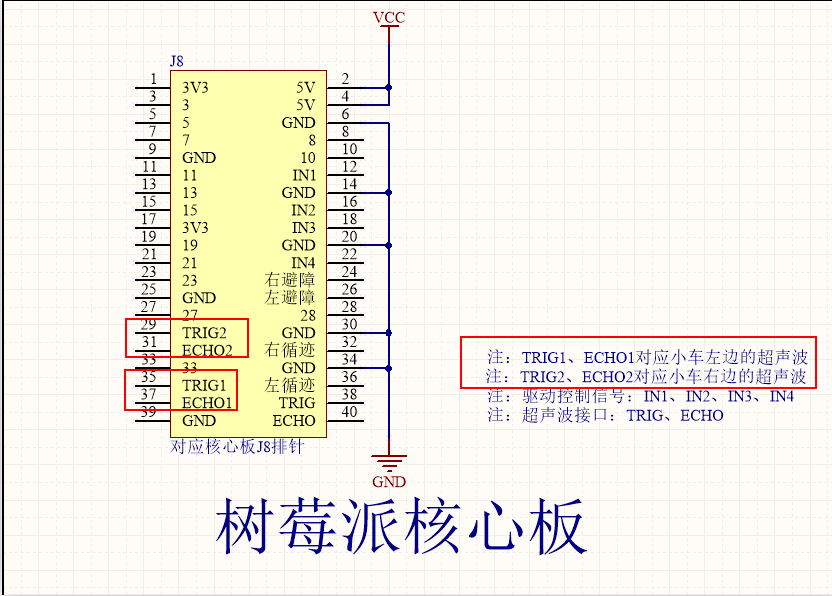 VCC
J8
1 3V3 5V 2
3 3 5V 4
5 5 GND 6
7 7 8 8
9 GND 10 10
11 11 IN1 12
13 13 GND 14
15 15 IN2 16
17 3V3 IN3 18
19 19 GND 20
21 21 IN4 22
23 23 右避障 24
25 GND 左避障 26
27 27 28 28
29 TRIG2 GND 30
31 ECHO2 右循迹 32
33 33 GND 34
35 TRIG1 左循迹 36
37 ECHO1 TRIG 38
39 GND ECHO 40
对应核心板J8排针
注：TRIG1、ECHO1对应小车左边的超声波
注：TRIG2、ECHO2对应小车右边的超声波
注：驱动控制信号：IN1、IN2、IN3、IN4
注：超声波接口：TRIG、ECHO
GND
树莓派核心板